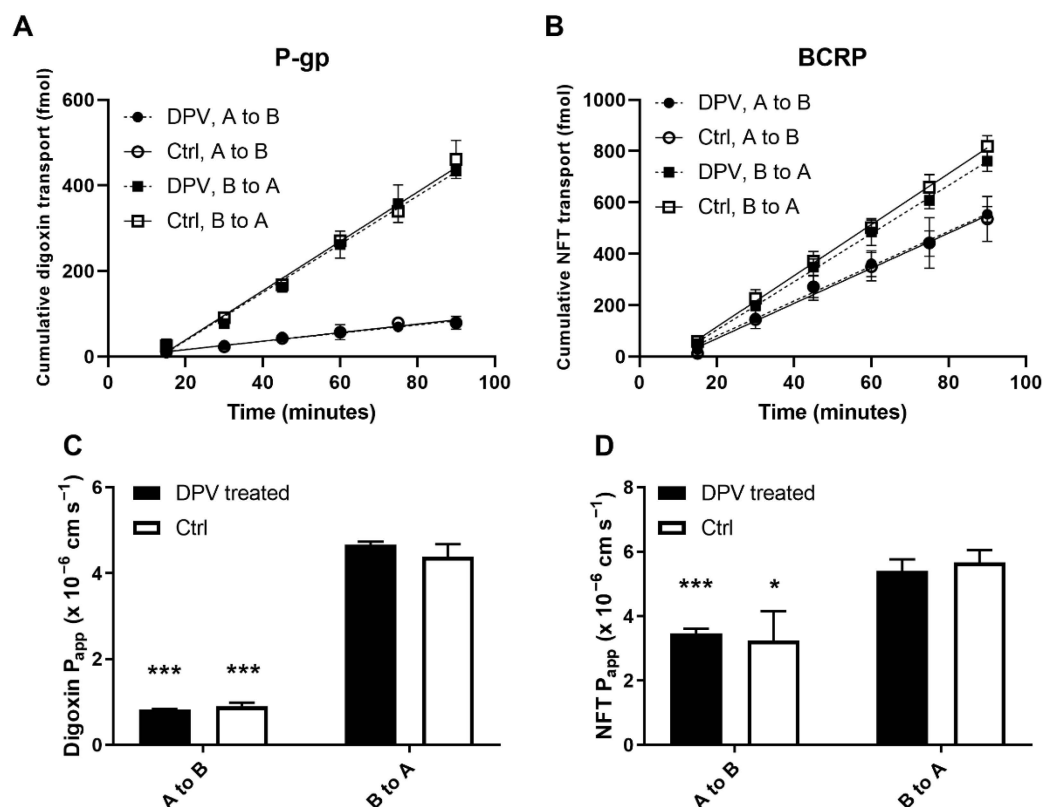 A
P-gp
Cumulative digoxin transport (fmol)
600
400
200
0
DPV, A to B
Ctrl, A to B
DPV, B to A
Ctrl, B to A
0 20 40 60 80 100
Time (minutes)
B
BCRP
Cumulative NFT transport (fmol)
1000
800
600
400
200
0
DPV, A to B
Ctrl, A to B
DPV, B to A
Ctrl, B to A
0 20 40 60 80 100
Time (minutes)
C
Digoxin Papp (x 10⁻⁶ cm s⁻¹)
6
4
2
0
DPV treated
Ctrl
*** ***
A to B
B to A
D
NFT Papp (x 10⁻⁶ cm s⁻¹)
8
6
4
2
0
DPV treated
Ctrl
*** *
A to B
B to A